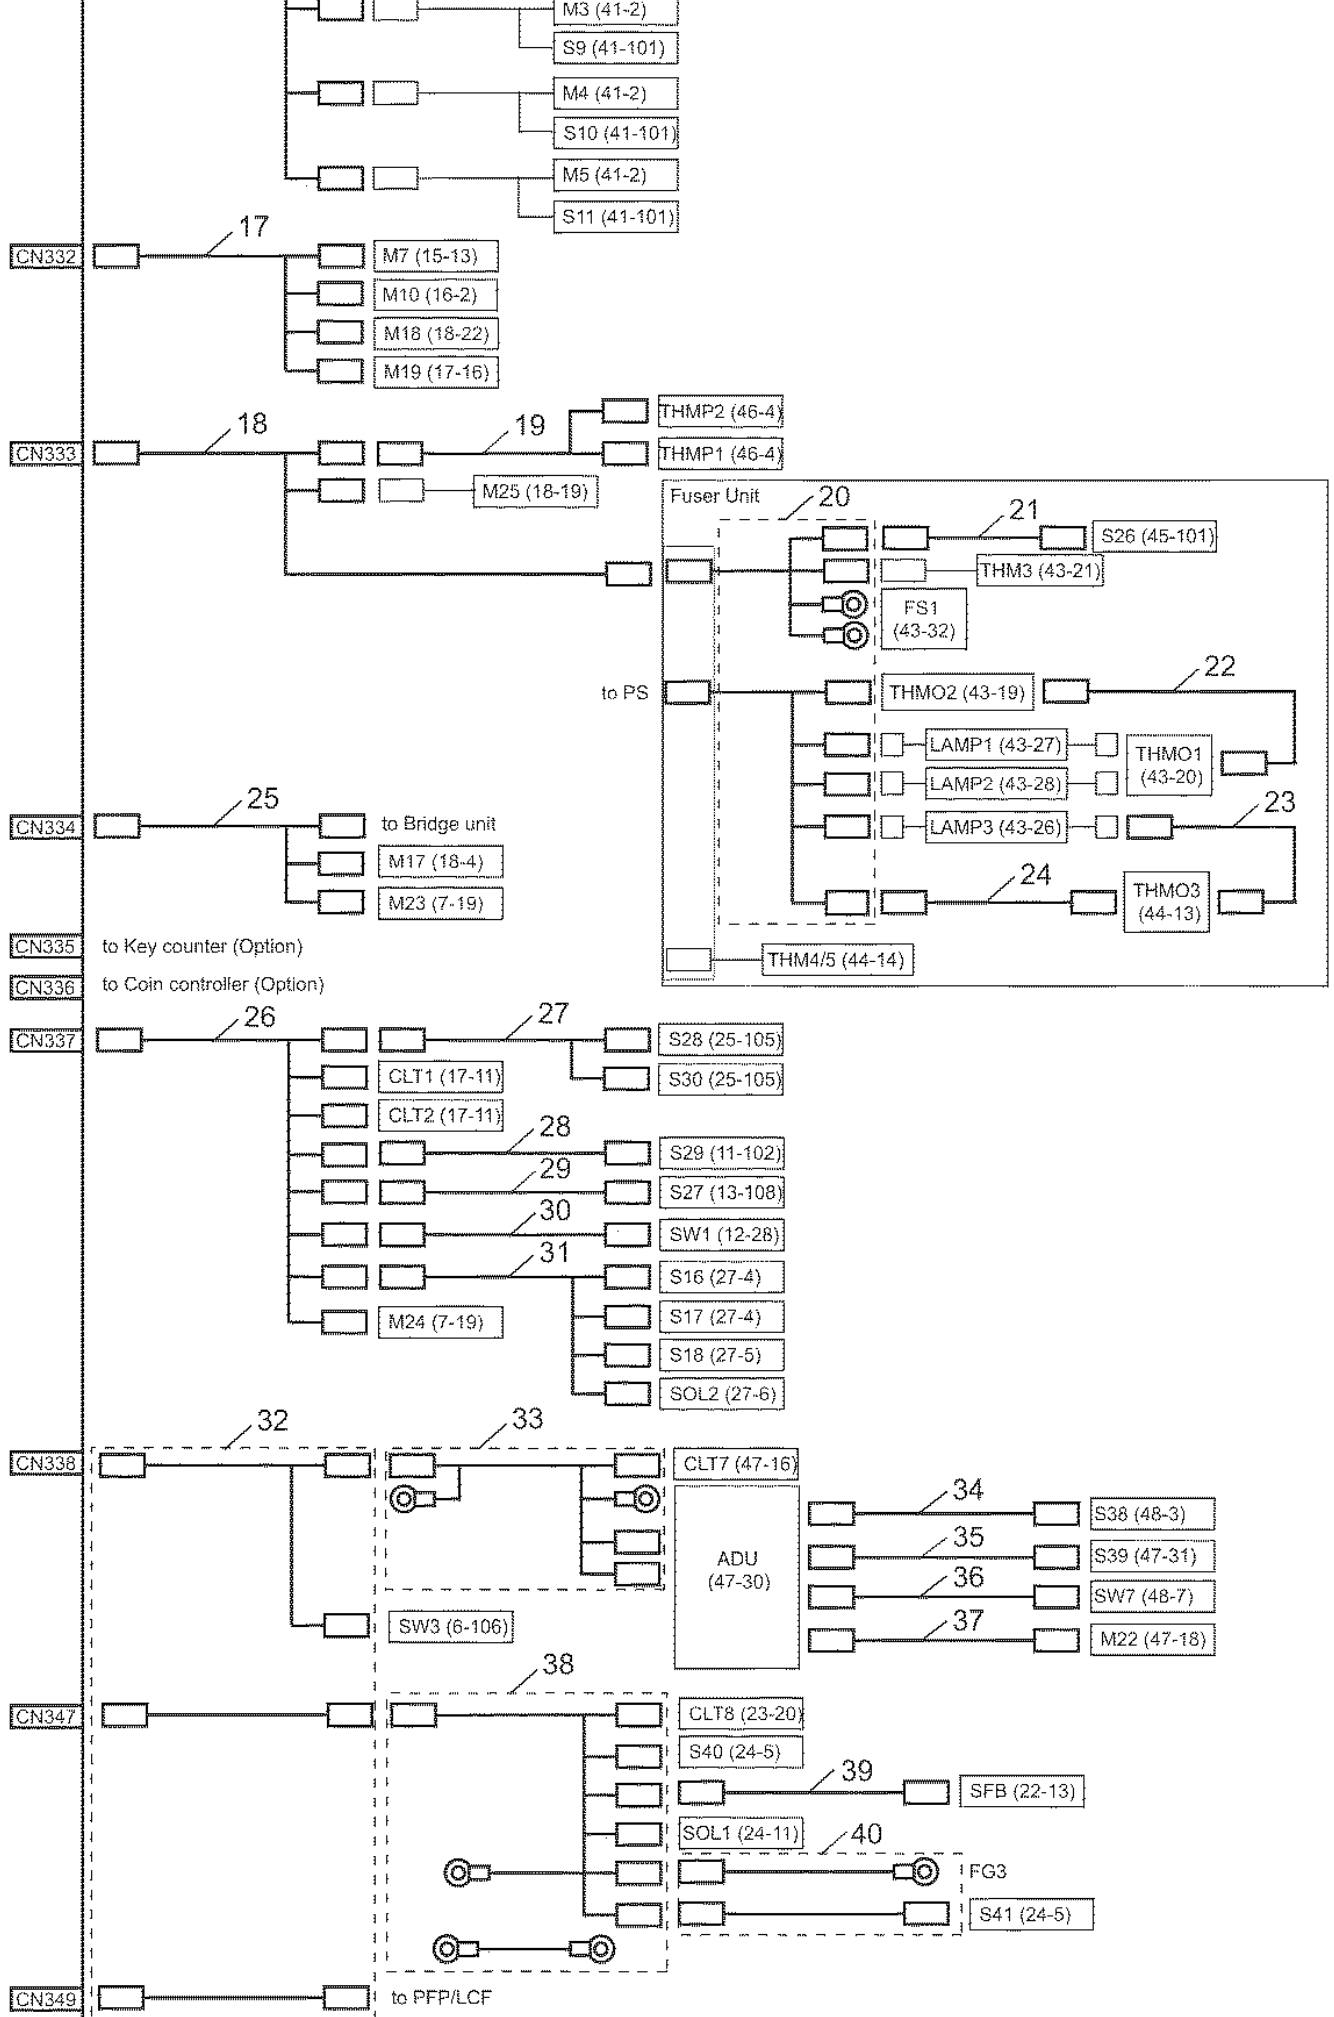 M3 (41-2)
S9 (41-101)
M4 (41-2)
S10 (41-101)
M5 (41-2)
S11 (41-101)
17
CN332
M7 (15-13)
M10 (16-2)
M18 (18-22)
M19 (17-16)
THMP2 (46-4)
18
19
CN333
THMP1 (46-4)
M25 (18-19)
Fuser Unit
20
21
S26 (45-101)
THM3 (43-21)
FS1
(43-32)
22
to PS
THMO2 (43-19)
LAMP1 (43-27)
THMO1
(43-20)
LAMP2 (43-28)
23
25
CN334
to Bridge unit
LAMP3 (43-26)
M17 (18-4)
24
THMO3
(44-13)
M23 (7-19)
CN335
to Key counter (Option)
THM4/5 (44-14)
CN336
to Coin controller (Option)
26
27
CN337
S28 (25-105)
CLT1 (17-11)
S30 (25-105)
CLT2 (17-11)
28
S29 (11-102)
29
S27 (13-108)
30
SW1 (12-28)
31
S16 (27-4)
M24 (7-19)
S17 (27-4)
S18 (27-5)
SOL2 (27-6)
32
33
CN338
CLT7 (47-16)
34
S38 (48-3)
35
ADU
(47-30)
S39 (47-31)
36
SW7 (48-7)
37
SW3 (6-106)
M22 (47-18)
38
CN347
CLT8 (23-20)
S40 (24-5)
39
SFB (22-13)
SOL1 (24-11)
40
FG3
S41 (24-5)
CN349
to PFP/LCF